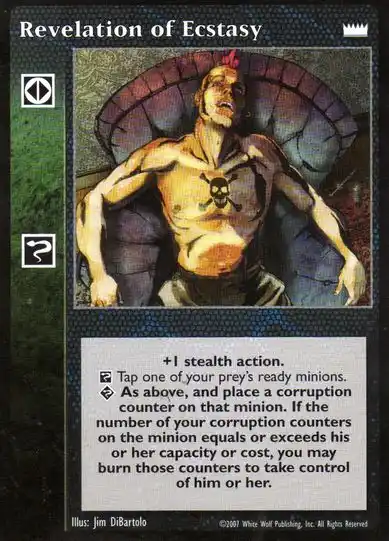 Revelation of Ecstasy
+1 stealth action.
Tap one of your prey's ready minions.
As above, and place a corruption
counter on that minion. If the
number of your corruption counters
on the minion equals or exceeds his
or her capacity or cost, you may
burn those counters to take control
of him or her.
Illus: Jim DiBartolo
©2007 White Wolf Publishing, Inc. All Rights Reserved